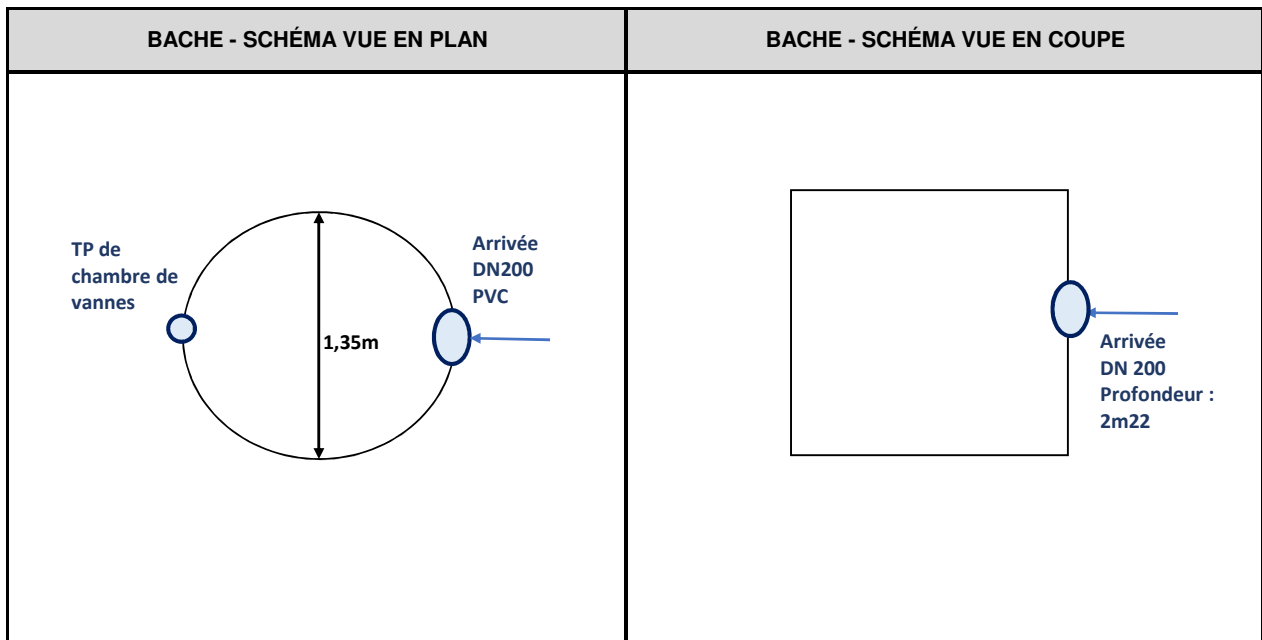 BACHE - SCHÉMA VUE EN PLAN
BACHE - SCHÉMA VUE EN COUPE
TP de
chambre de
vannes
1,35m
Arrivée
DN200
PVC
Arrivée
DN 200
Profondeur :
2m22